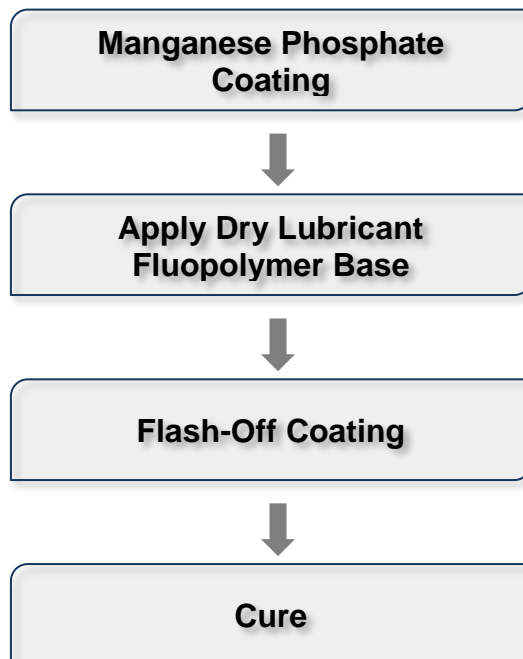 Manganese Phosphate
Coating
Apply Dry Lubricant
Fluopolymer Base
Flash-Off Coating
Cure